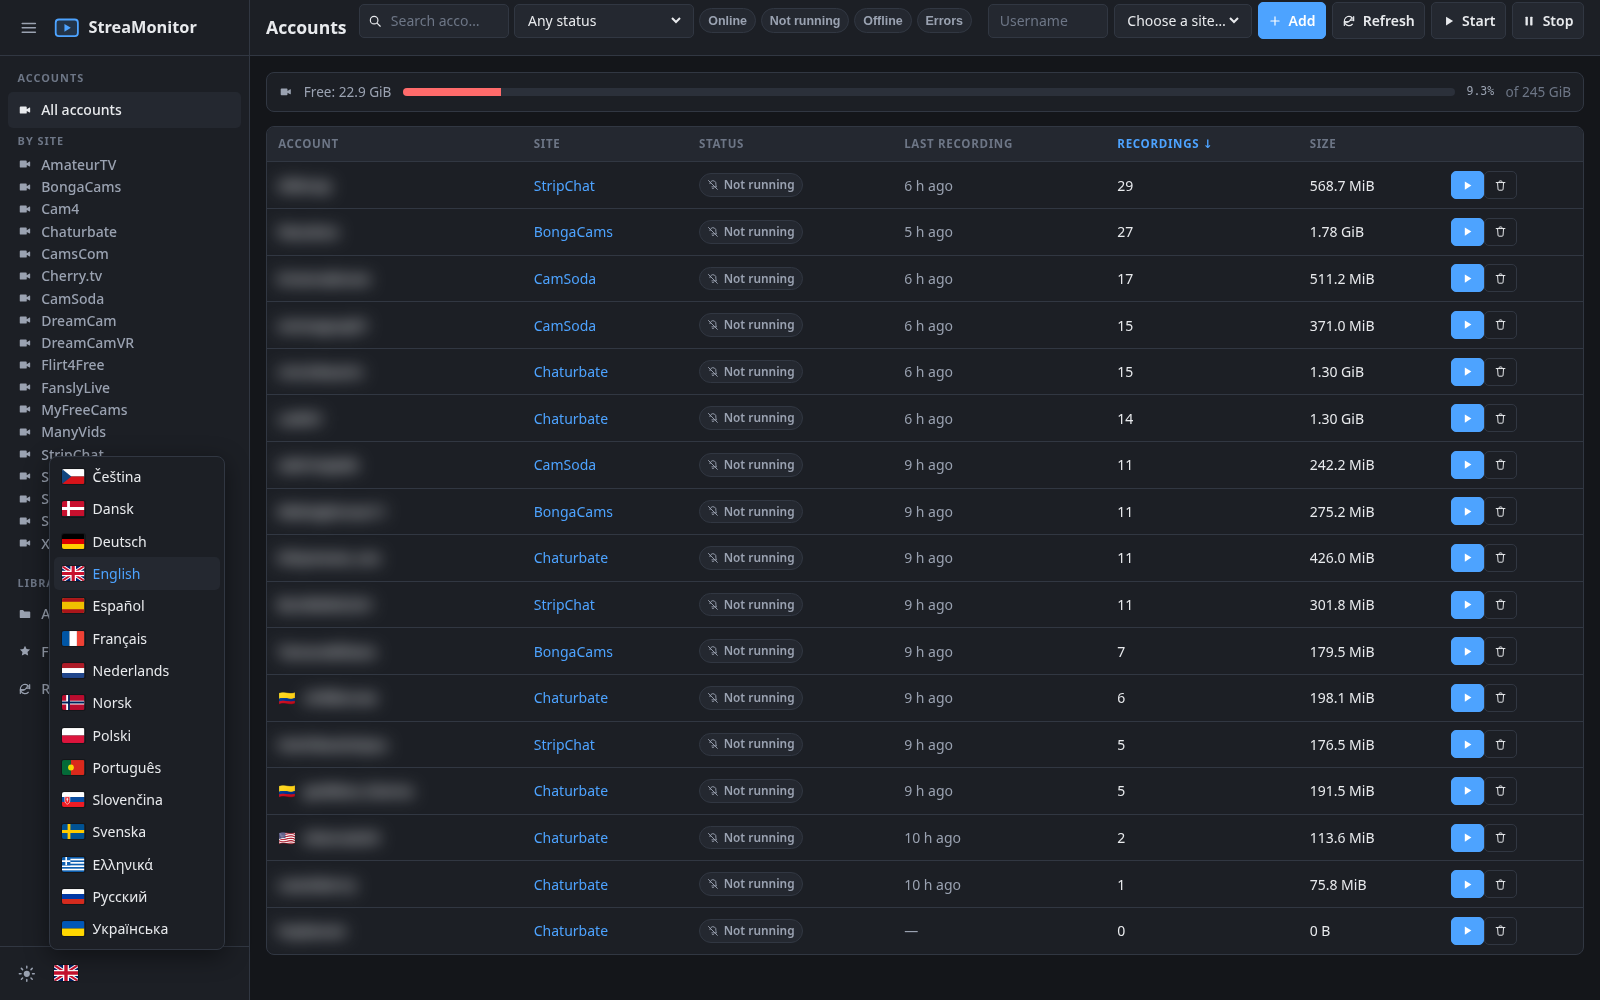 StreaMonitor
Accounts
Search acco...
Any status
Online
Not running
Offline
Errors
Username
Choose a site...
Add
Refresh
Start
Stop
ACCOUNTS
All accounts
BY SITE
AmateurTV
BongaCams
Cam4
Chaturbate
CamsCom
Cherry.tv
CamSoda
DreamCam
DreamCamVR
Flirt4Free
FanslyLive
MyFreeCams
ManyVids
StripChat
S
S
S
X
LIBRA
A
F
R
Čeština
Dansk
Deutsch
English
Español
Français
Nederlands
Norsk
Polski
Português
Slovenčina
Svenska
Ελληνικά
Русский
Українська
Free: 22.9 GiB
9.3%
of 245 GiB
ACCOUNT SITE STATUS LAST RECORDING RECORDINGS ↓ SIZE
StripChat Not running 6 h ago 29 568.7 MiB
BongaCams Not running 5 h ago 27 1.78 GiB
CamSoda Not running 6 h ago 17 511.2 MiB
CamSoda Not running 6 h ago 15 371.0 MiB
Chaturbate Not running 6 h ago 15 1.30 GiB
Chaturbate Not running 6 h ago 14 1.30 GiB
CamSoda Not running 9 h ago 11 242.2 MiB
BongaCams Not running 9 h ago 11 275.2 MiB
Chaturbate Not running 9 h ago 11 426.0 MiB
StripChat Not running 9 h ago 11 301.8 MiB
BongaCams Not running 9 h ago 7 179.5 MiB
Chaturbate Not running 9 h ago 6 198.1 MiB
StripChat Not running 9 h ago 5 176.5 MiB
Chaturbate Not running 9 h ago 5 191.5 MiB
Chaturbate Not running 10 h ago 2 113.6 MiB
Chaturbate Not running 10 h ago 1 75.8 MiB
Chaturbate Not running — 0 0 B